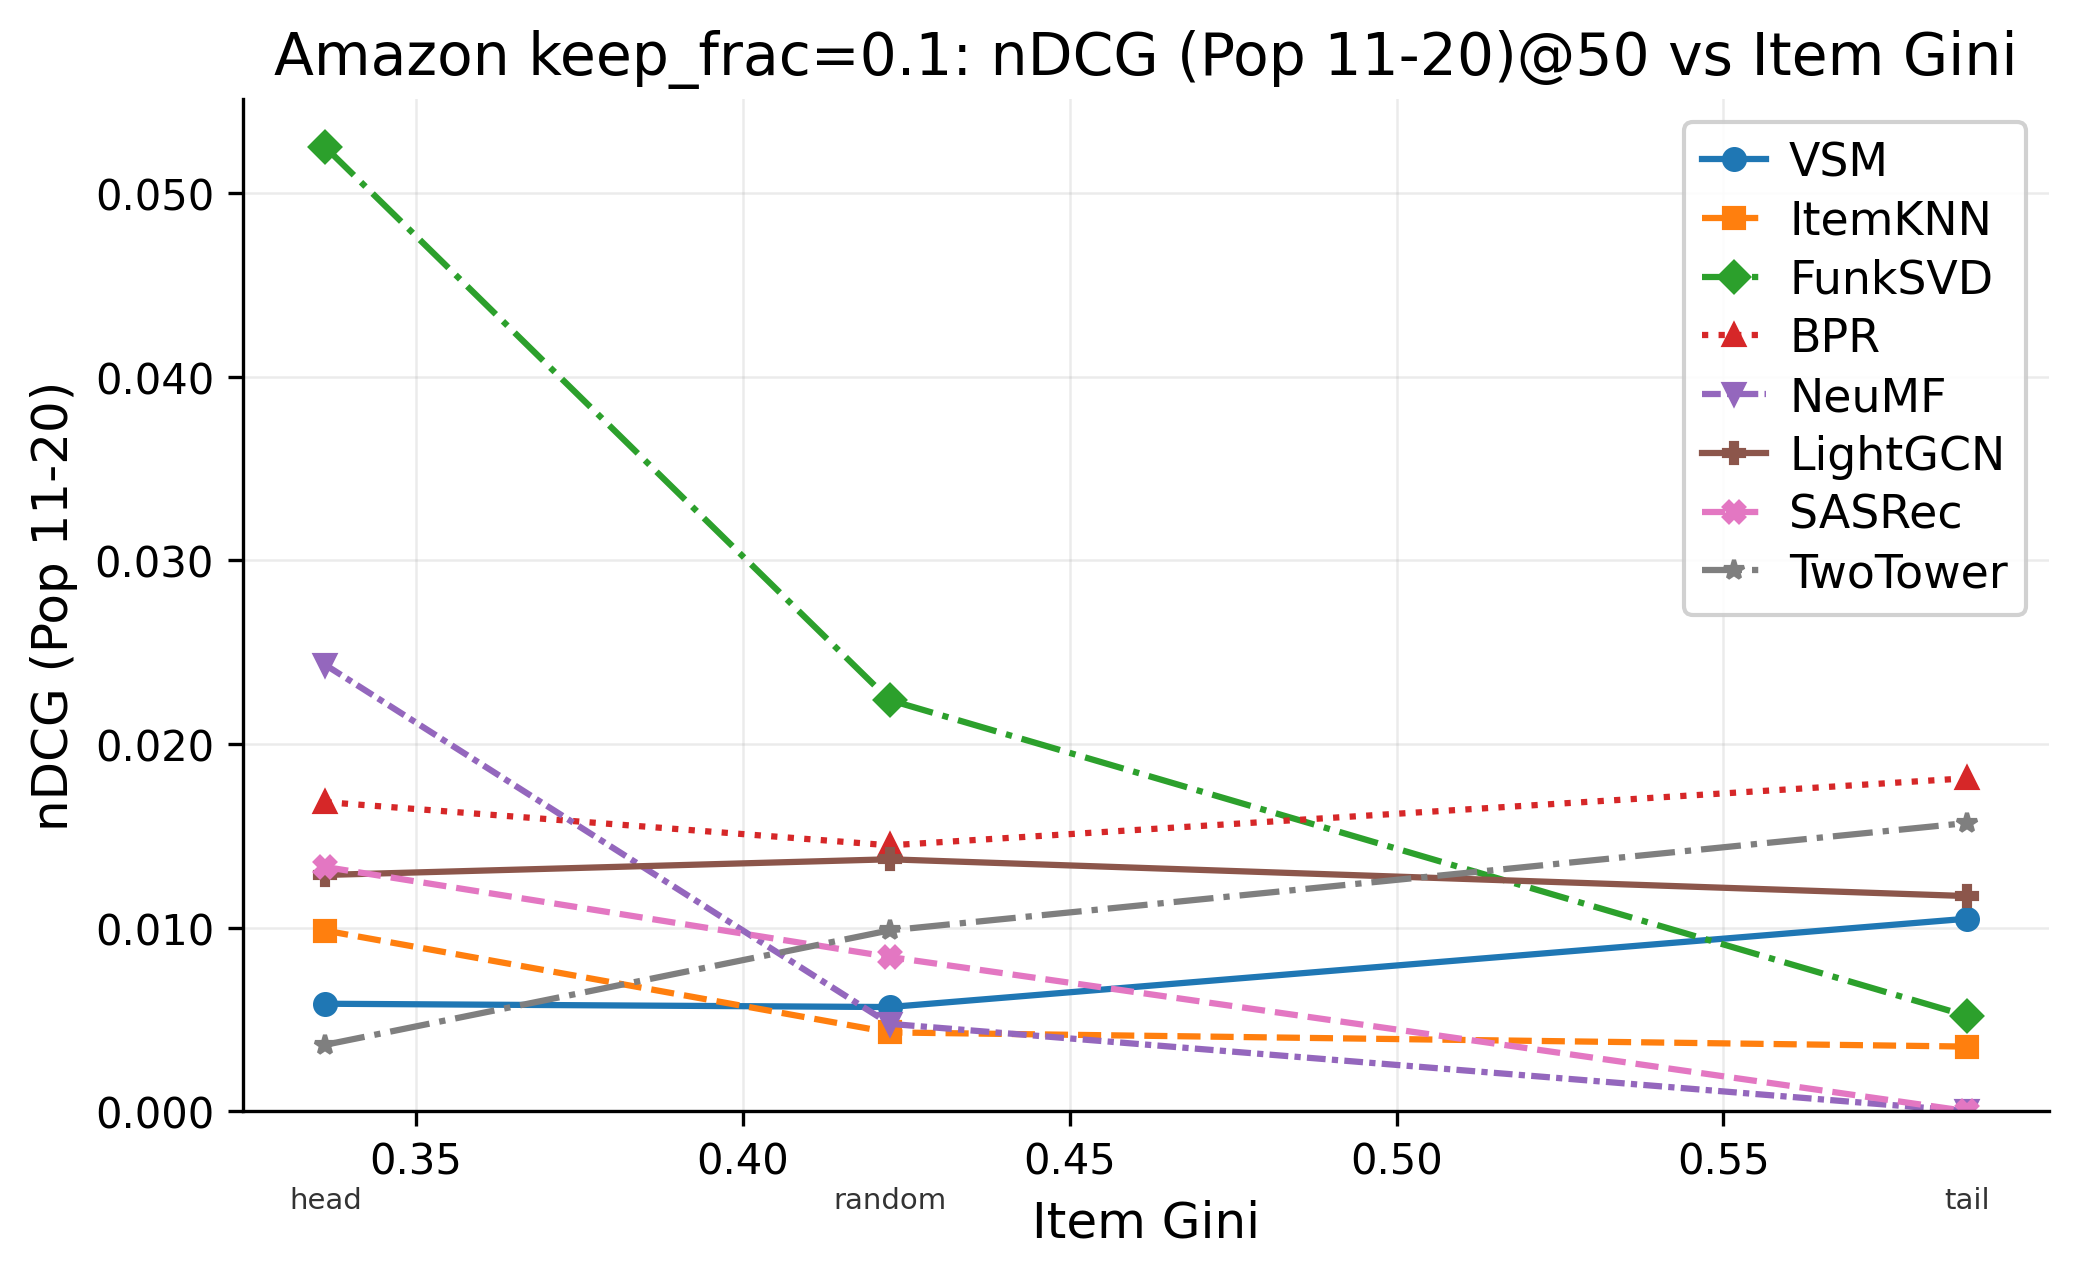 Amazon keep_frac=0.1: nDCG (Pop 11-20)@50 vs Item Gini
nDCG (Pop 11-20)
0.050
0.040
0.030
0.020
0.010
0.000
VSM
ItemKNN
FunkSVD
BPR
NeuMF
LightGCN
SASRec
TwoTower
0.35 0.40 0.45 0.50 0.55
head random tail
Item Gini